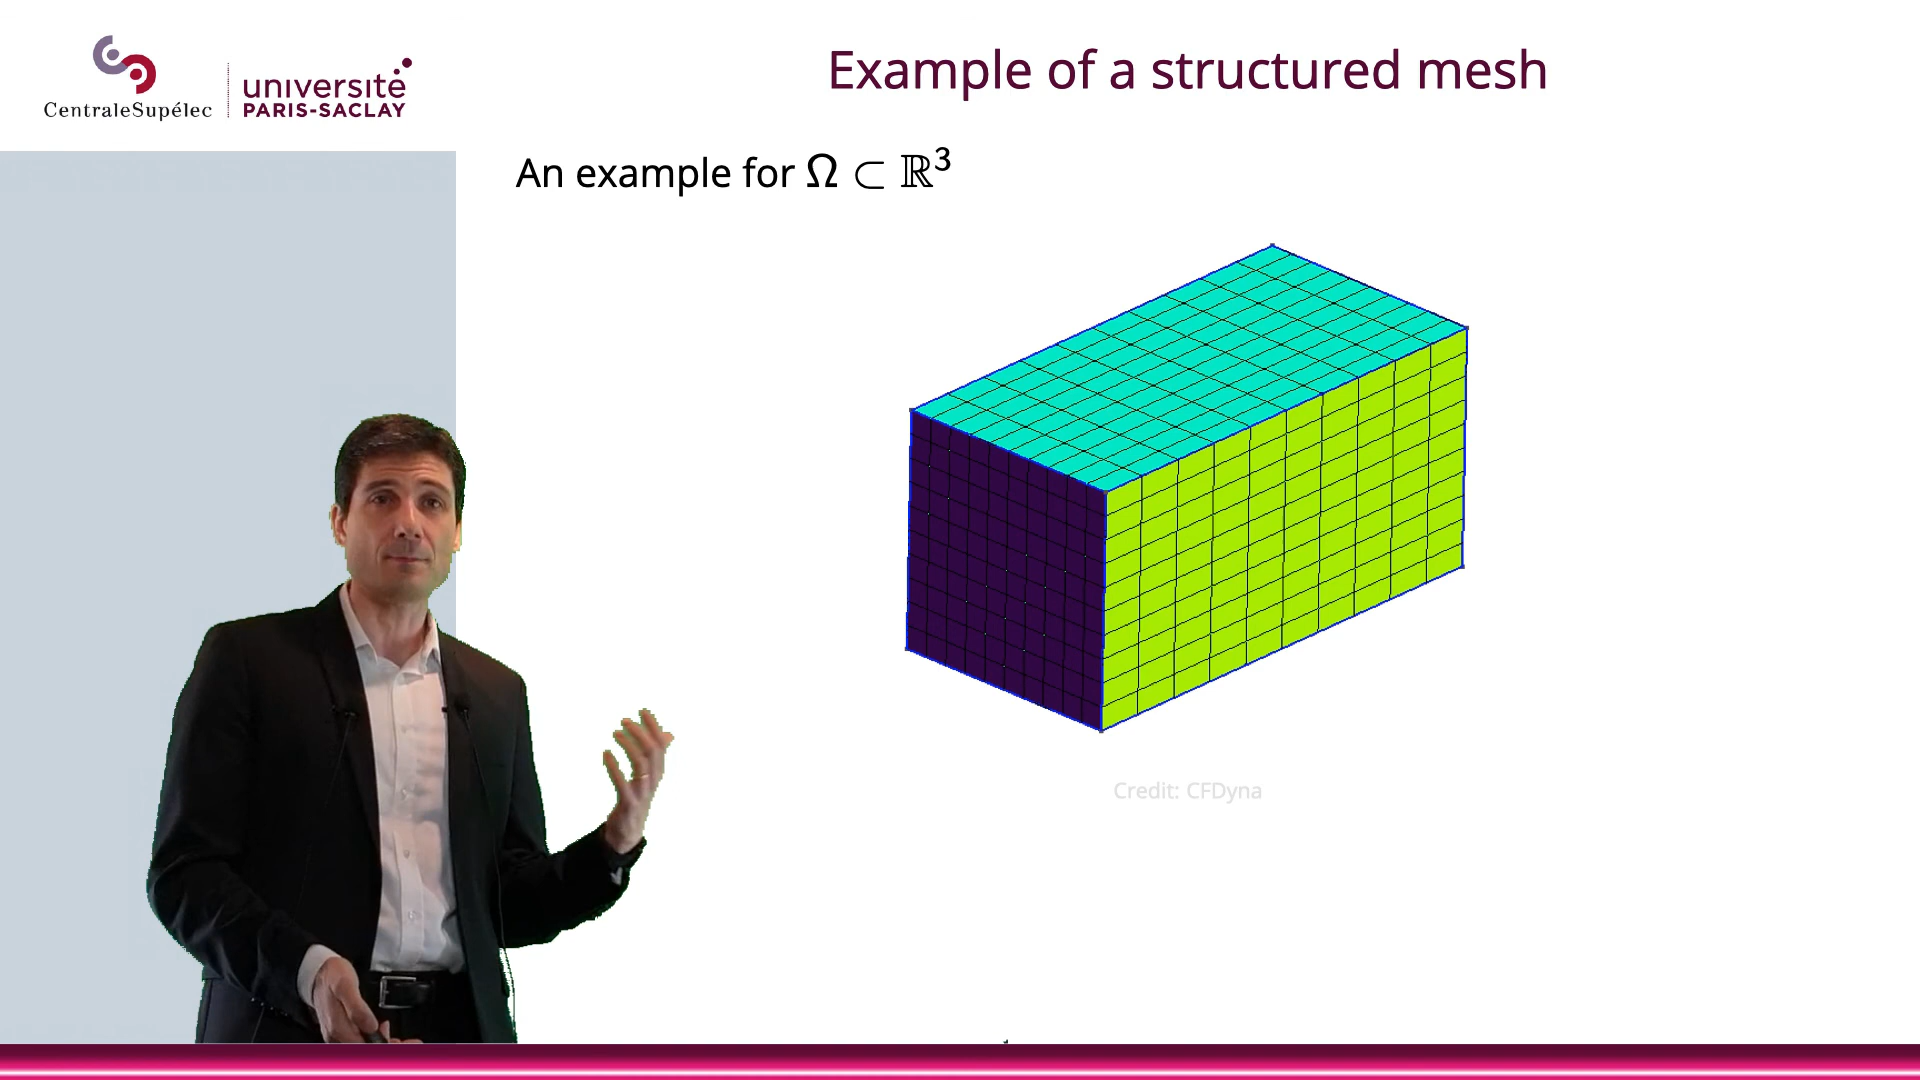 CentraleSupélec
université
PARIS-SACLAY
Example of a structured mesh
An example for Ω ⊂ ℝ³
Credit: CFDyna